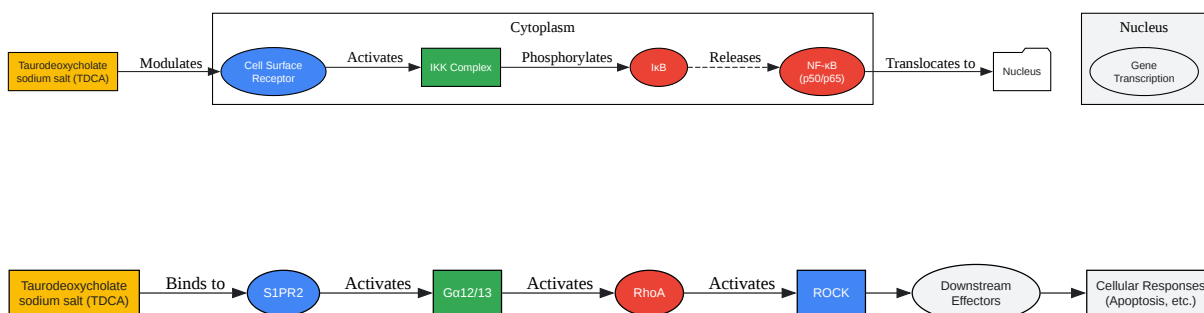 Cytoplasm
Nucleus
Taurodeoxycholate
sodium salt (TDCA)
Modulates
Cell Surface
Receptor
Activates
IKK Complex
Phosphorylates
IκB
Releases
NF-κB
(p50/p65)
Translocates to
Nucleus
Gene
Transcription
Taurodeoxycholate
sodium salt (TDCA)
Binds to
S1PR2
Activates
Gα12/13
Activates
RhoA
Activates
ROCK
Downstream
Effectors
Cellular Responses
(Apoptosis, etc.)